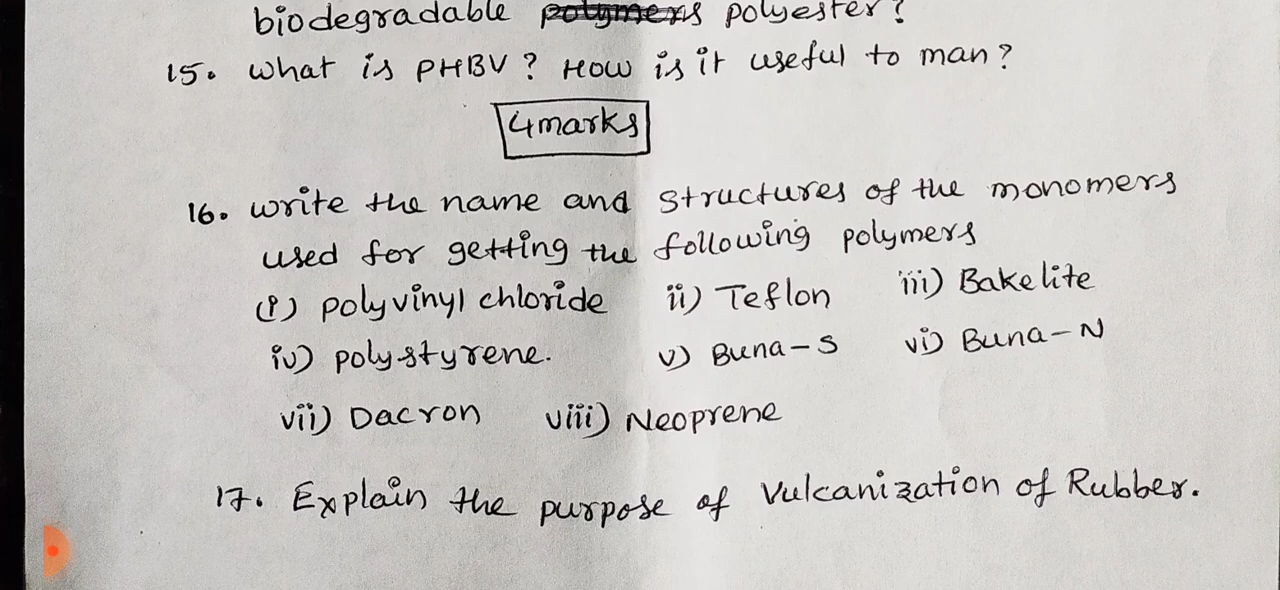 biodegradable polymers polyester?
15. What is PHBV? How is it useful to man?
4marks
16. write the name and structures of the monomers
used for getting the following polymers
(i) polyvinyl chloride ii) Teflon iii) Bakelite
iv) polystyrene. v) Buna-S vi) Buna-N
vii) Dacron viii) Neoprene
17. Explain the purpose of Vulcanization of Rubber.